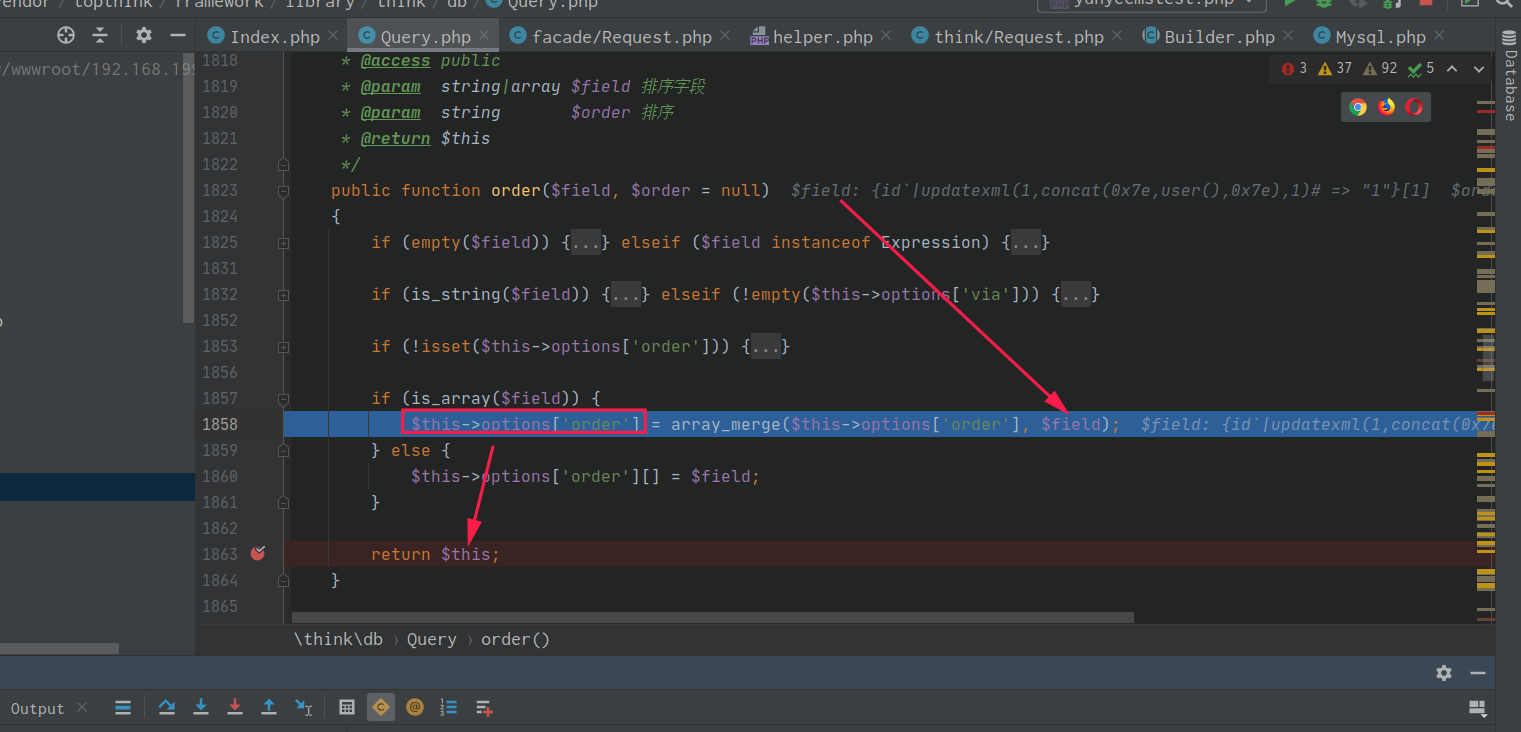 endor / topthink / framework / library / think / db / Query.php
yunyecmstest.php
Index.php Query.php facade/Request.php helper.php think/Request.php Builder.php Mysql.php
/wwwroot/192.168.199
3 37 92 5
Database
1818 * @access public
1819 * @param string|array $field 排序字段
1820 * @param string $order 排序
1821 * @return $this
1822 */
1823 public function order($field, $order = null) $field: {id`|updatexml(1,concat(0x7e,user(),0x7e),1)# => "1"}[1] $ord
1824 {
1825 if (empty($field)) {...} elseif ($field instanceof Expression) {...}
1831
1832 if (is_string($field)) {...} elseif (!empty($this->options['via'])) {...}
1852
1853 if (!isset($this->options['order'])) {...}
1856
1857 if (is_array($field)) {
1858 $this->options['order'] = array_merge($this->options['order'], $field); $field: {id`|updatexml(1,concat(0x7e
1859 } else {
1860 $this->options['order'][] = $field;
1861 }
1862
1863 return $this;
1864 }
1865
\think\db › Query › order()
Output